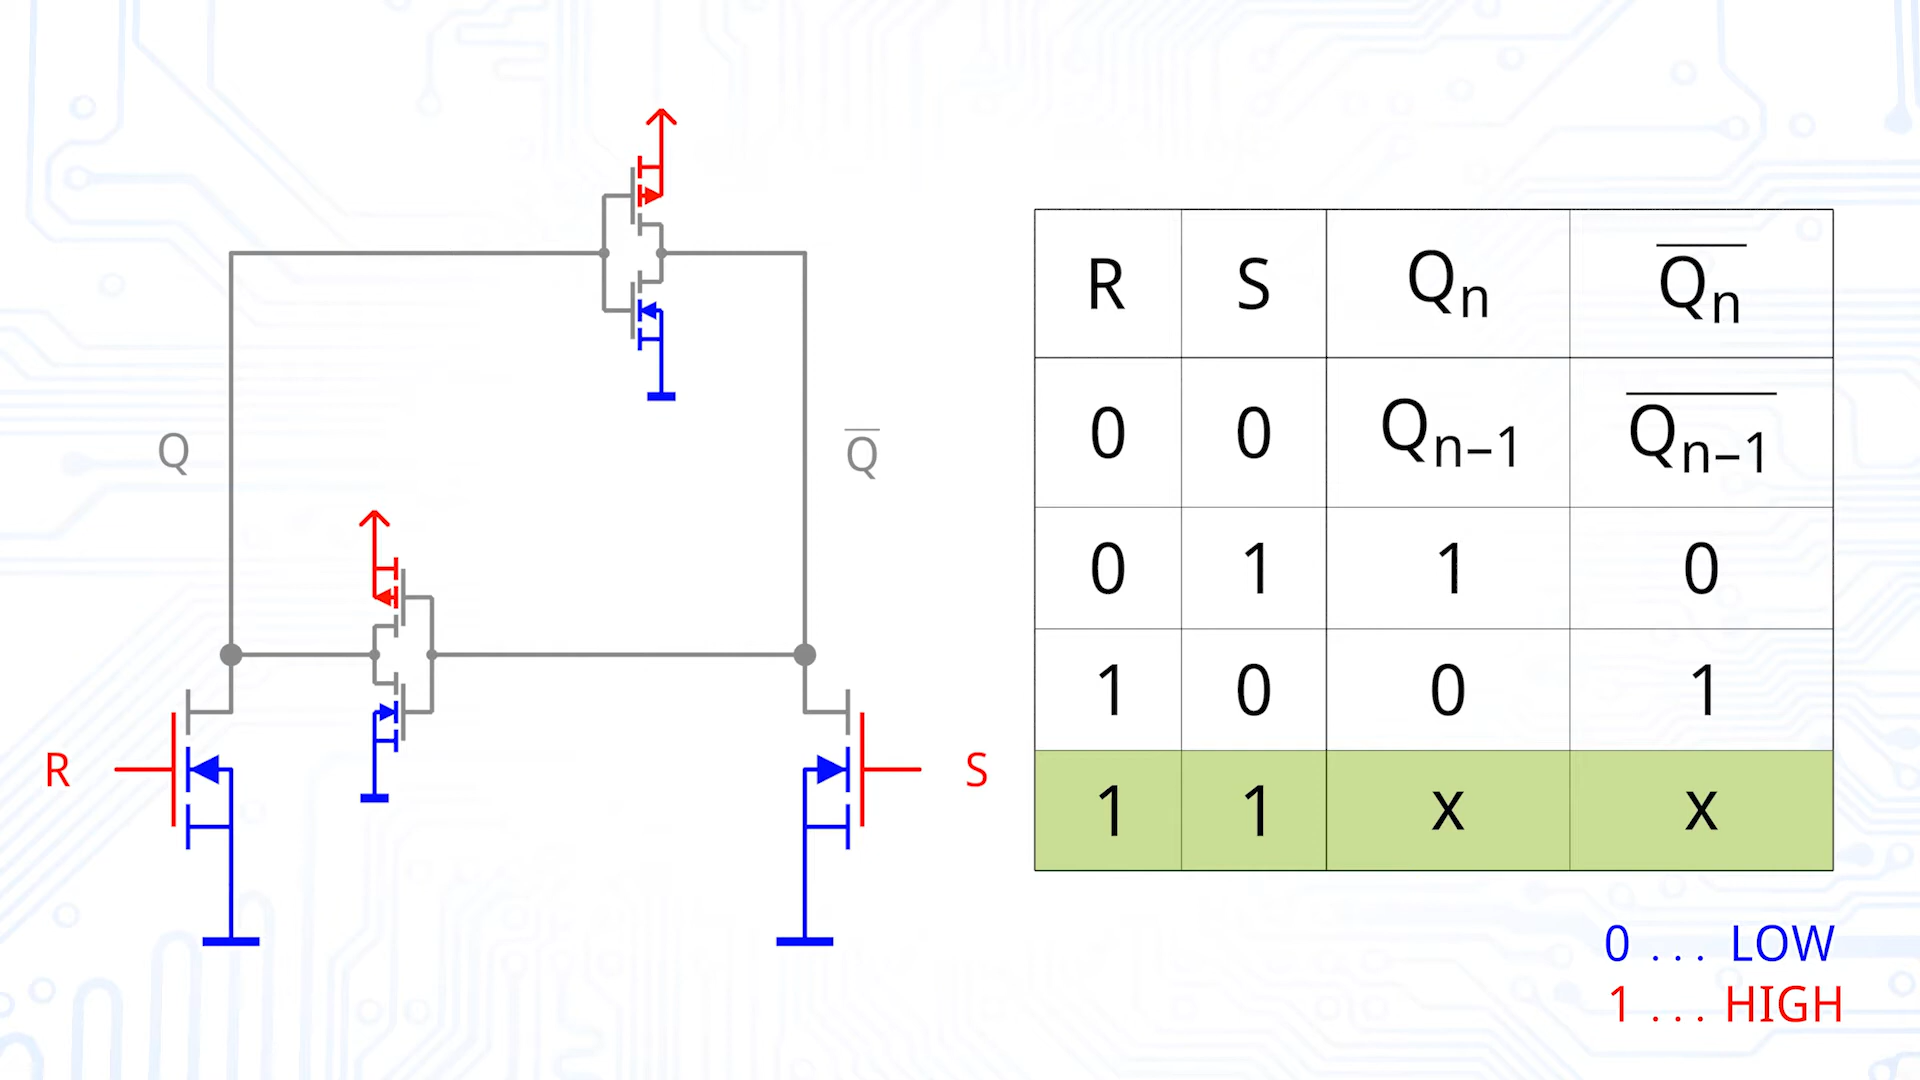 Q
Q̅
R
S
R S Qₙ Q̅ₙ
0 0 Qₙ₋₁ Q̅ₙ₋₁
0 1 1 0
1 0 0 1
1 1 x x
0 ... LOW
1 ... HIGH